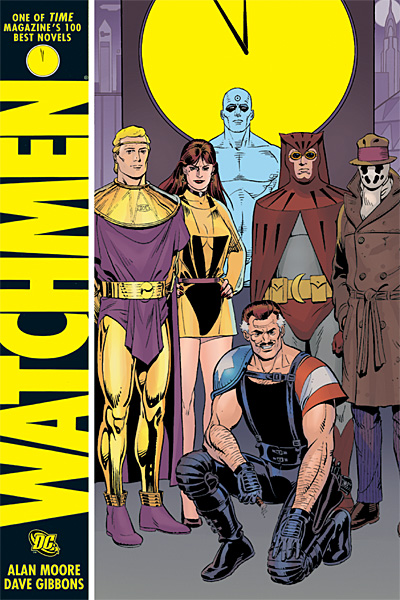 ONE OF TIME
MAGAZINE'S 100
BEST NOVELS
WATCHMEN
DC
ALAN MOORE
DAVE GIBBONS